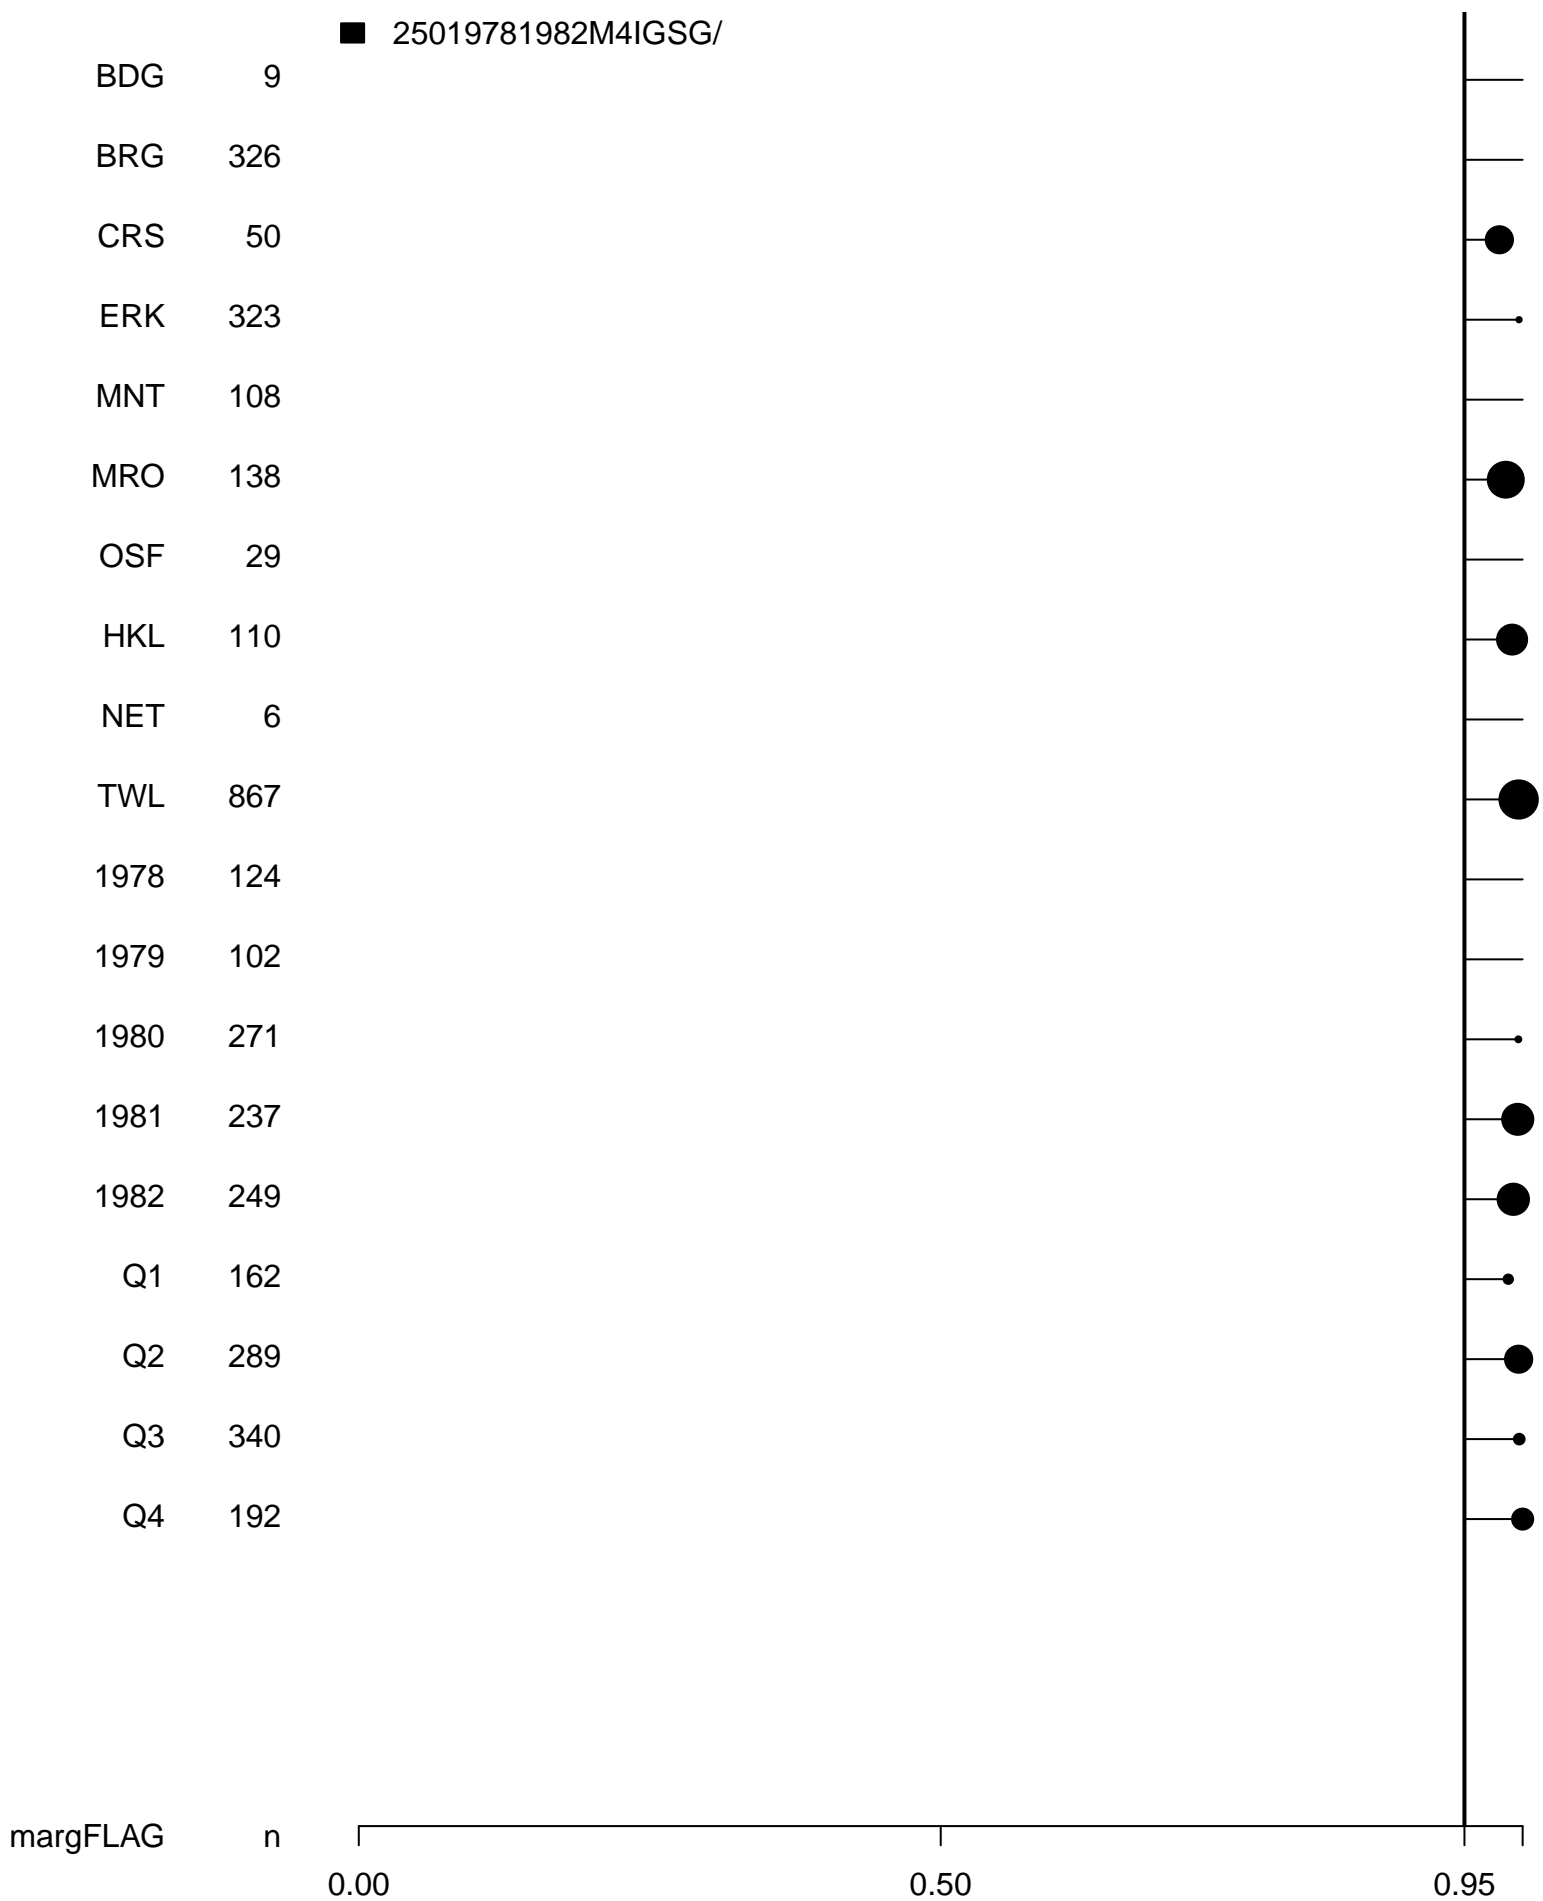 25019781982M4IGSG/
BDG 9
BRG 326
CRS 50
ERK 323
MNT 108
MRO 138
OSF 29
HKL 110
NET 6
TWL 867
1978 124
1979 102
1980 271
1981 237
1982 249
Q1 162
Q2 289
Q3 340
Q4 192
margFLAG n
0.00 0.50 0.95